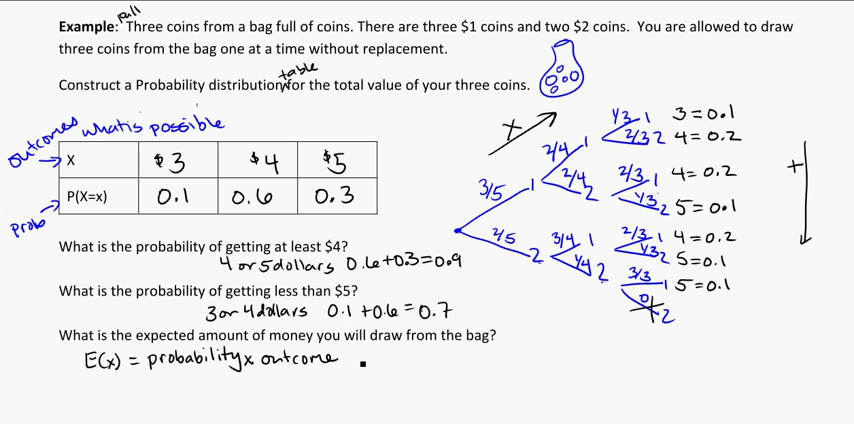 Example: pull Three coins from a bag full of coins. There are three $1 coins and two $2 coins. You are allowed to draw
three coins from the bag one at a time without replacement.
Construct a Probability distribution table for the total value of your three coins.
outcomes what is possible
X $3 $4 $5
P(X=x) 0.1 0.6 0.3
prob
What is the probability of getting at least $4?
4 or 5 dollars 0.6+0.3=0.9
What is the probability of getting less than $5?
3 or 4 dollars 0.1+0.6=0.7
What is the expected amount of money you will draw from the bag?
E(x) = probability x outcome
x
+
3/5 1
2/5 2
2/4 1
2/4 2
3/4 1
1/4 2
1/3 1 3=0.1
2/3 2 4=0.2
2/3 1 4=0.2
1/3 2 5=0.1
2/3 1 4=0.2
1/3 2 5=0.1
3/3 1 5=0.1
0 2